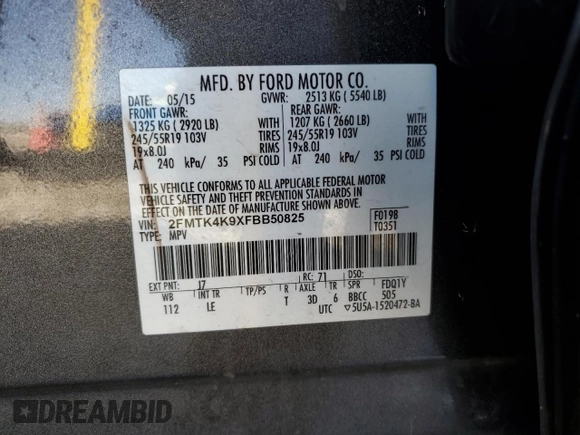 MFD. BY FORD MOTOR CO.
DATE: 05/15 GVWR: 2513 KG ( 5540 LB)
FRONT GAWR: REAR GAWR:
1325 KG ( 2920 LB) WITH 1207 KG ( 2660 LB) WITH
245/55R19 103V TIRES 245/55R19 103V TIRES
19x8.0J RIMS 19x8.0J RIMS
AT 240 kPa/ 35 PSI COLD AT 240 kPa/ 35 PSI COLD
THIS VEHICLE CONFORMS TO ALL APPLICABLE FEDERAL MOTOR
VEHICLE SAFETY AND THEFT PREVENTION STANDARDS IN EFFECT
ON THE DATE OF MANUFACTURE SHOWN ABOVE.
VIN: 2FMTK4K9XFBB50825 F0198
TYPE: MPV T0351
EXT PNT: J7 RC: 71 DSO:
WB INT TR TP/PS R AXLE TR SPR FDQ1Y
112 LE T 3D 6 BBCC 505
UTC ▽5U5A-1520472-BA
DREAMBID